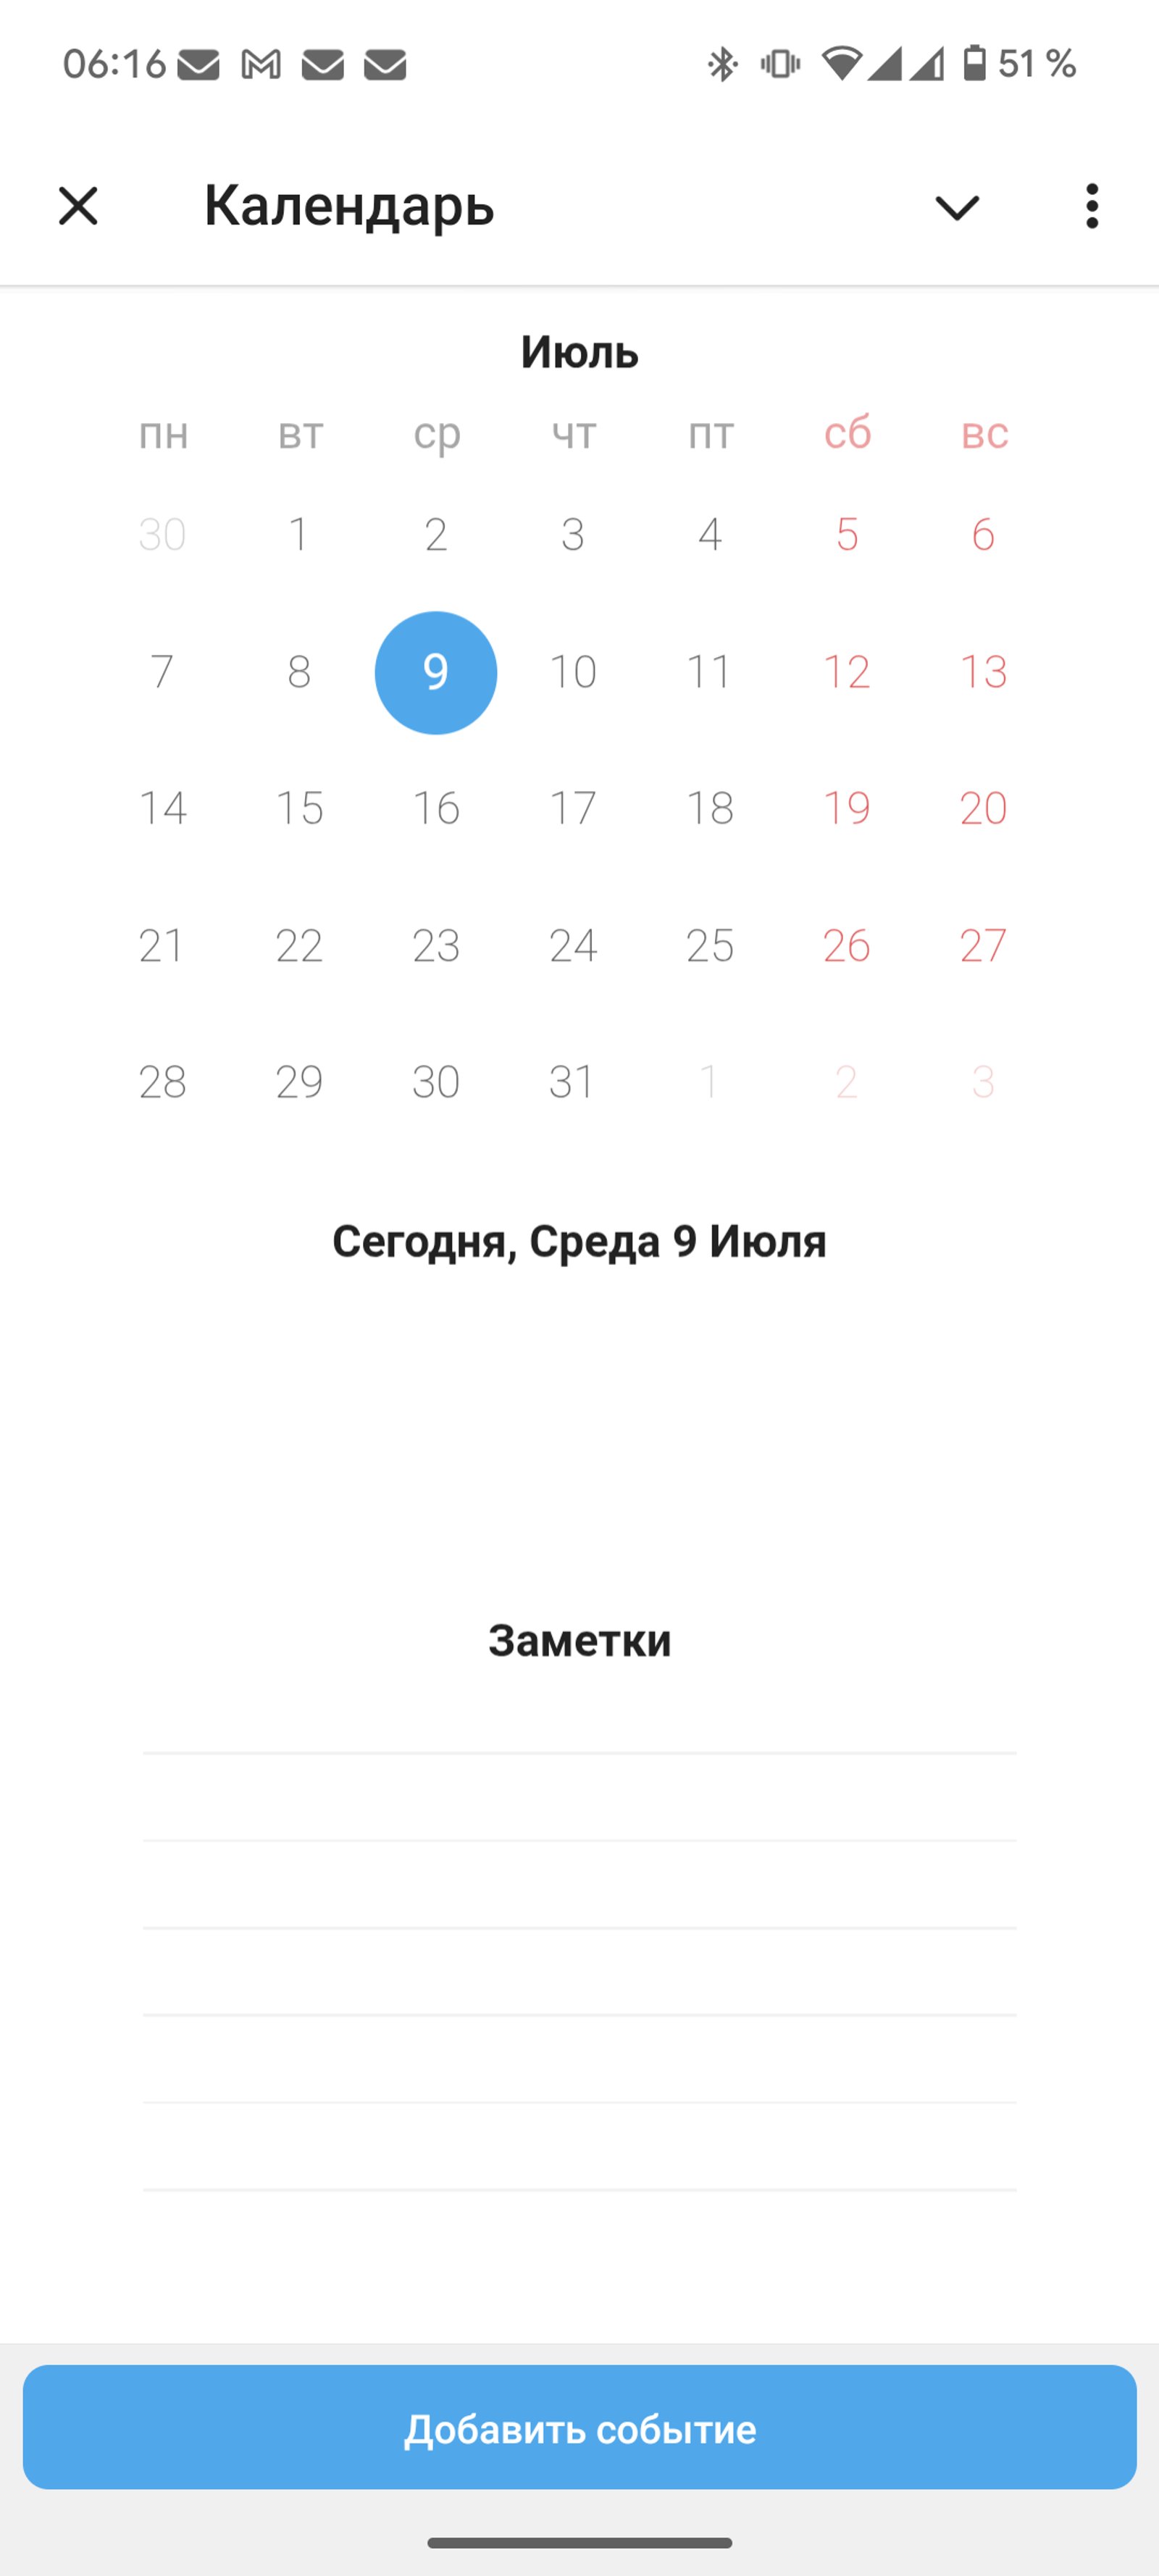 06:16 51 %
Календарь
Июль
пн вт ср чт пт сб вс
30 1 2 3 4 5 6
7 8 9 10 11 12 13
14 15 16 17 18 19 20
21 22 23 24 25 26 27
28 29 30 31 1 2 3
Сегодня, Среда 9 Июля
Заметки
Добавить событие